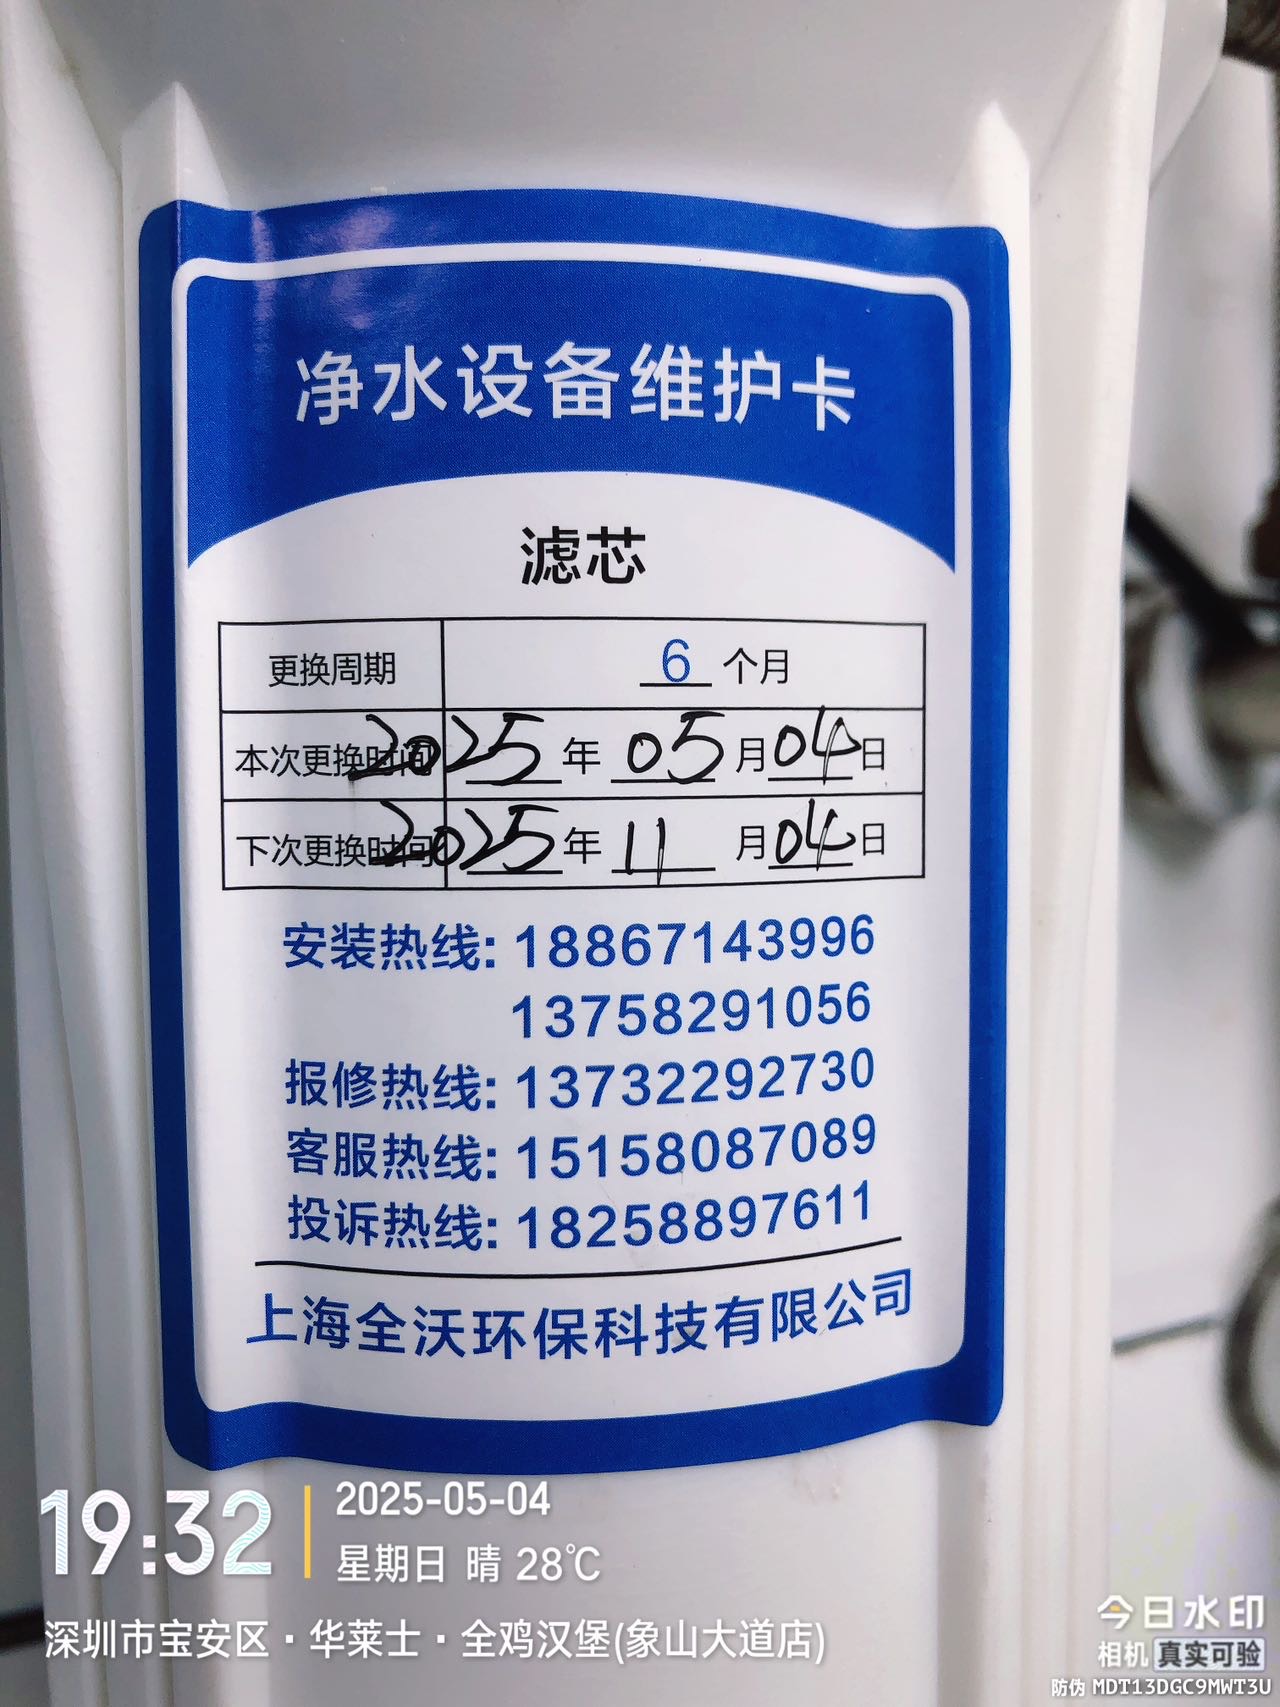 净水设备维护卡
滤芯
更换周期 6 个月
本次更换时间 2025 年 05 月 04 日
下次更换时间 2025 年 11 月 04 日
安装热线: 18867143996
13758291056
报修热线: 13732292730
客服热线: 15158087089
投诉热线: 18258897611
上海全沃环保科技有限公司
19:32
2025-05-04
星期日 晴 28℃
深圳市宝安区·华莱士·全鸡汉堡(象山大道店)
今日水印
相机 真实可验
防伪 MDT13DGC9MWT3U